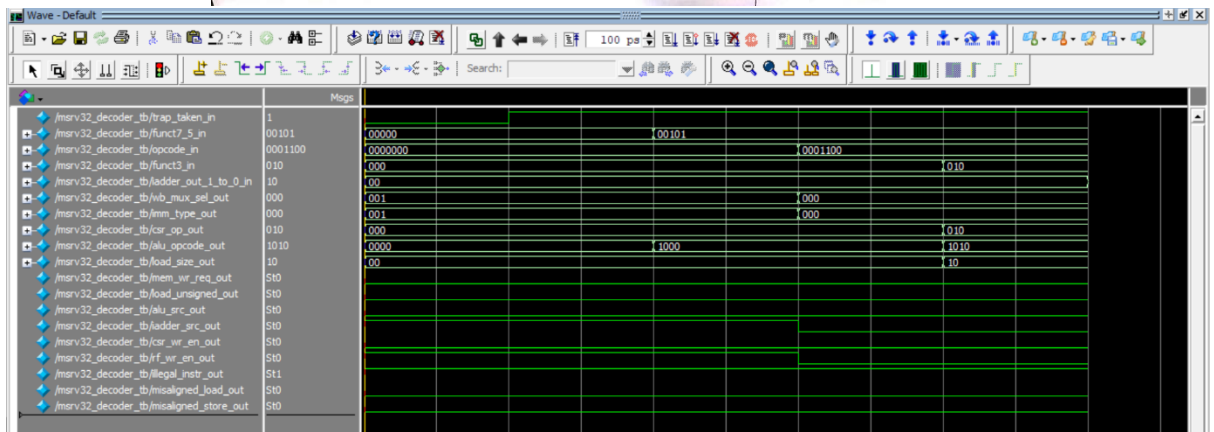 Wave - Default
100 ps
Search:
Msgs
/msrv32_decoder_tb/trap_taken_in 1
/msrv32_decoder_tb/funct7_5_in 00101 00000 00101
/msrv32_decoder_tb/opcode_in 0001100 0000000 0001100
/msrv32_decoder_tb/funct3_in 010 000 010
/msrv32_decoder_tb/iadder_out_1_to_0_in 10 00
/msrv32_decoder_tb/wb_mux_sel_out 000 001 000
/msrv32_decoder_tb/imm_type_out 000 001 000
/msrv32_decoder_tb/csr_op_out 010 000 010
/msrv32_decoder_tb/alu_opcode_out 1010 0000 1000 1010
/msrv32_decoder_tb/load_size_out 10 00 10
/msrv32_decoder_tb/mem_wr_req_out St0
/msrv32_decoder_tb/load_unsigned_out St0
/msrv32_decoder_tb/alu_src_out St0
/msrv32_decoder_tb/iadder_src_out St0
/msrv32_decoder_tb/csr_wr_en_out St0
/msrv32_decoder_tb/rf_wr_en_out St0
/msrv32_decoder_tb/illegal_instr_out St1
/msrv32_decoder_tb/misaligned_load_out St0
/msrv32_decoder_tb/misaligned_store_out St0